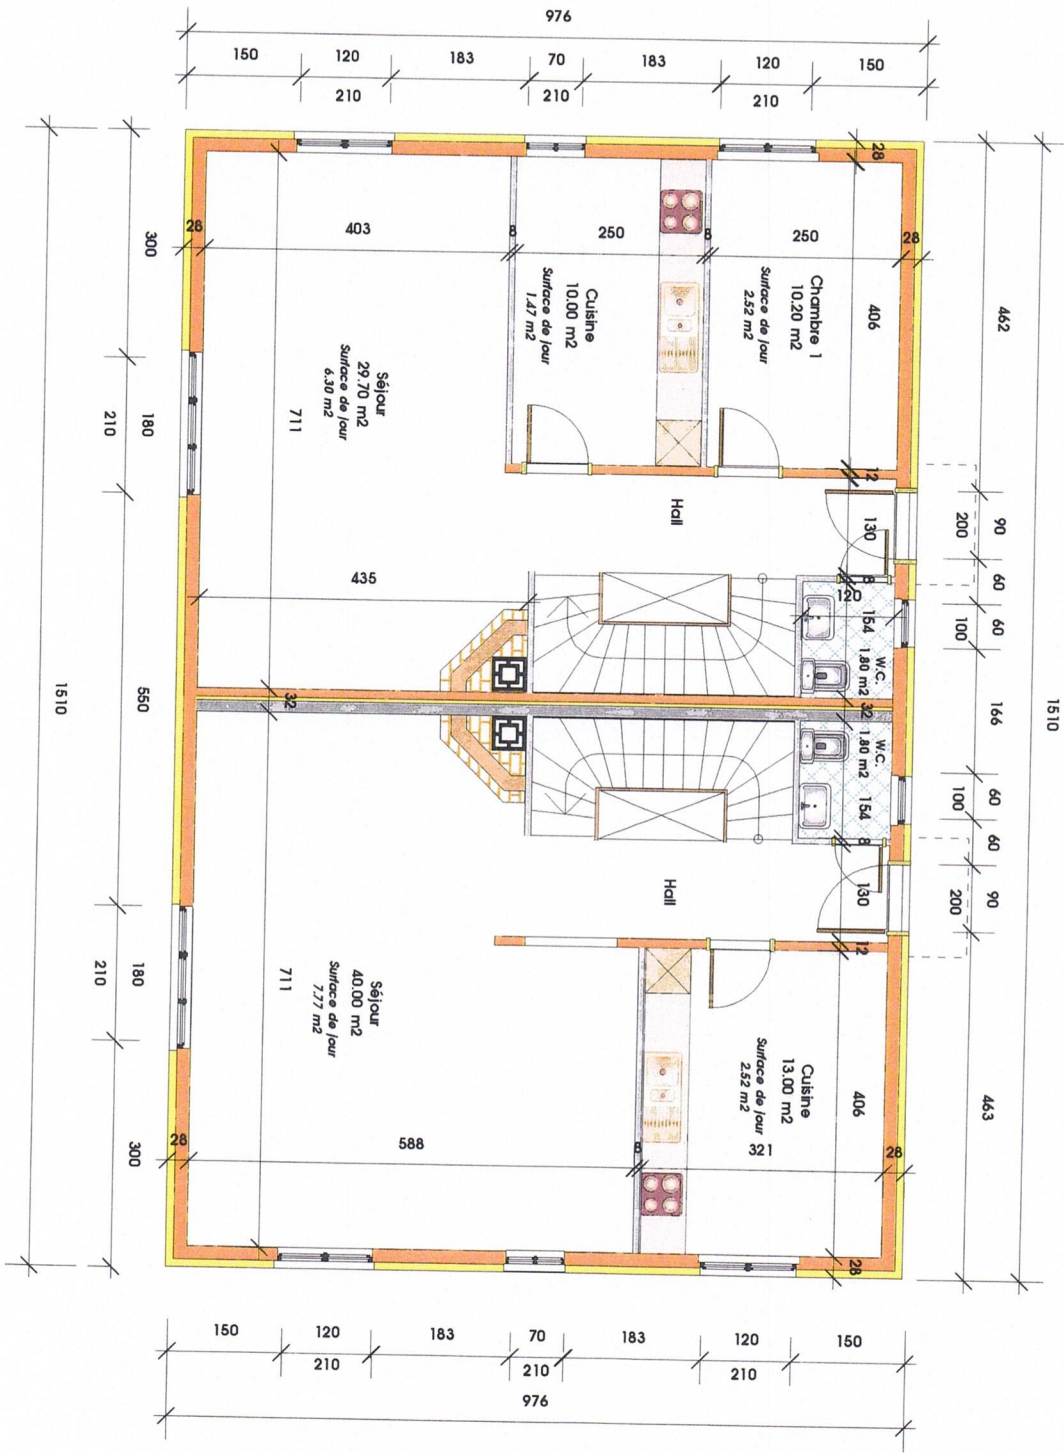 976
150 120 183 70 183 120 150
210 210 210
28
28 403 8 250 8 250 28
Chambre 1
10.20 m2
Surface de jour
2.52 m2
406
Cuisine
10.00 m2
Surface de jour
1.47 m2
Séjour
29.70 m2
Surface de jour
6.30 m2
711
12
Hall
130
8
435
120
154
W.C.
1.80 m2
32
32
W.C.
1.80 m2
154
8
Hall
130
12
Séjour
40.00 m2
Surface de jour
7.77 m2
711
Cuisine
13.00 m2
Surface de jour
2.52 m2
406
28 588 8 321 28
28
462
90
200
60
60
100
166
60
100
60
90
200
463
1510
300
180
210
550
180
210
300
1510
150 120 183 70 183 120 150
210 210 210
976